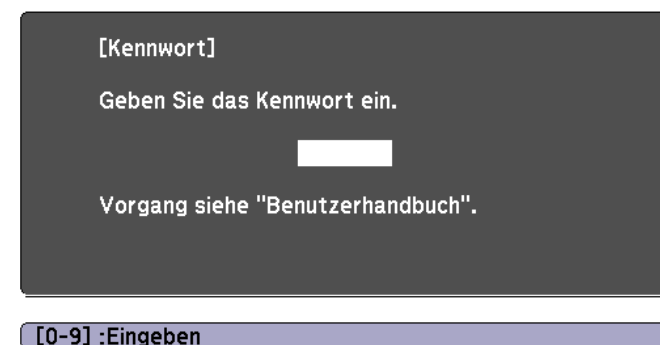 [Kennwort]
Geben Sie das Kennwort ein.
Vorgang siehe "Benutzerhandbuch".
[0-9] :Eingeben